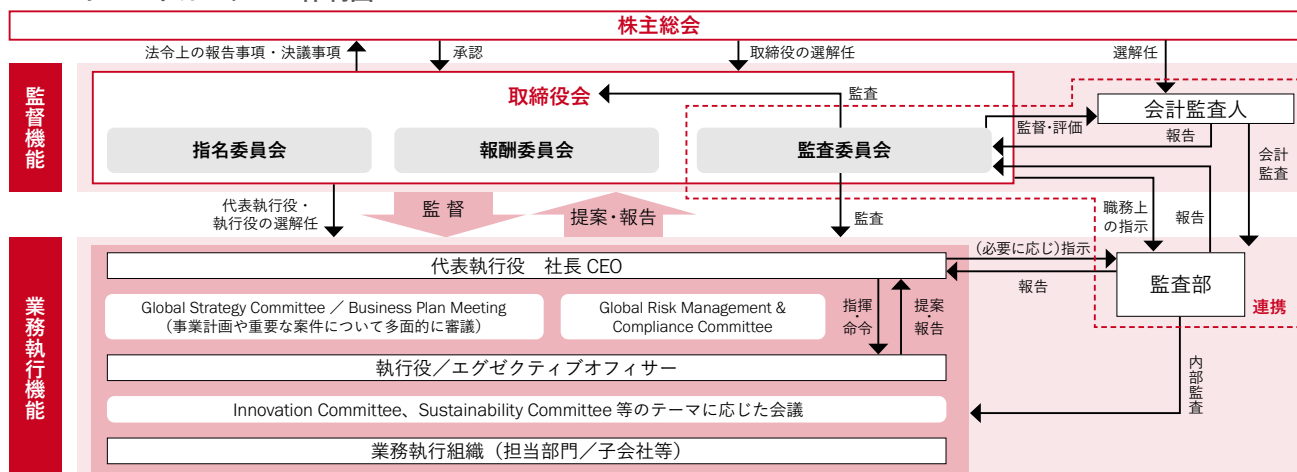 株主総会
法令上の報告事項・決議事項
承認
取締役の選解任
選解任
監督機能
取締役会
監査
会計監査人
監督・評価
報告
指名委員会
報酬委員会
監査委員会
会計
監査
代表執行役・
執行役の選解任
監 督
提案・報告
監査
職務上
の指示
報告
業務執行機能
代表執行役 社長 CEO
(必要に応じ)指示
報告
監査部
連携
Global Strategy Committee ／ Business Plan Meeting
（事業計画や重要な案件について多面的に審議）
Global Risk Management &
Compliance Committee
指揮・命令
提案・報告
執行役／エグゼクティブオフィサー
内部監査
Innovation Committee、Sustainability Committee 等のテーマに応じた会議
業務執行組織（担当部門／子会社等）